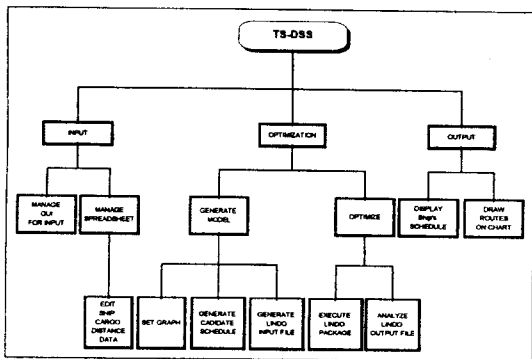 TS-DSS
INPUT
OPTIMIZATION
OUTPUT
MANAGE
GUI
FOR INPUT
MANAGE
SPREADSHEET
GENERATE
MODEL
OPTIMIZE
DISPLAY
Ship's
SCHEDULE
DRAW
ROUTES
ON CHART
EDIT
SHIP
CARGO
DISTANCE
DATA
SET GRAPH
GENERATE
CADIDATE
SCHEDULE
GENERATE
LINDO
INPUT FILE
EXECUTE
LINDO
PACKAGE
ANALYZE
LINDO
OUTPUT FILE